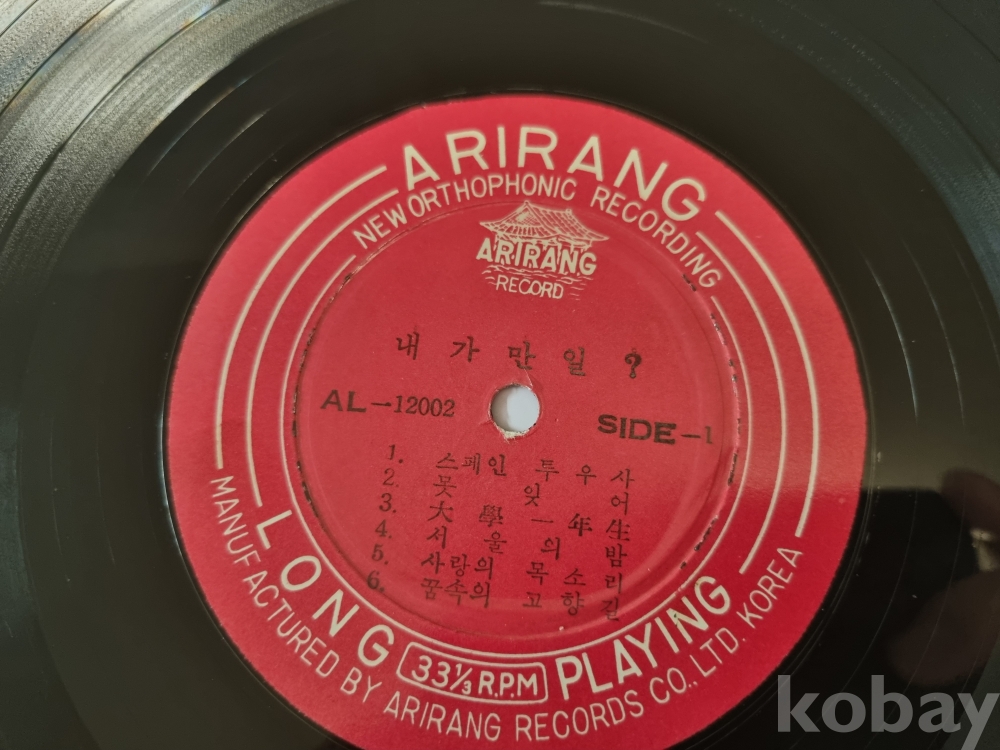 ARIRANG
NEW ORTHOPHONIC RECORDING
ARIRANG
RECORD
내가만일?
AL-12002
SIDE-1
1. 스페인 투우사
2. 못잊어
3. 大學一年生
4. 서울의 밤
5. 사랑의 목소리
6. 꿈속의 고향길
LONG PLAYING
33⅓ R.P.M
MANUFACTURED BY ARIRANG RECORDS CO., LTD. KOREA
kobay